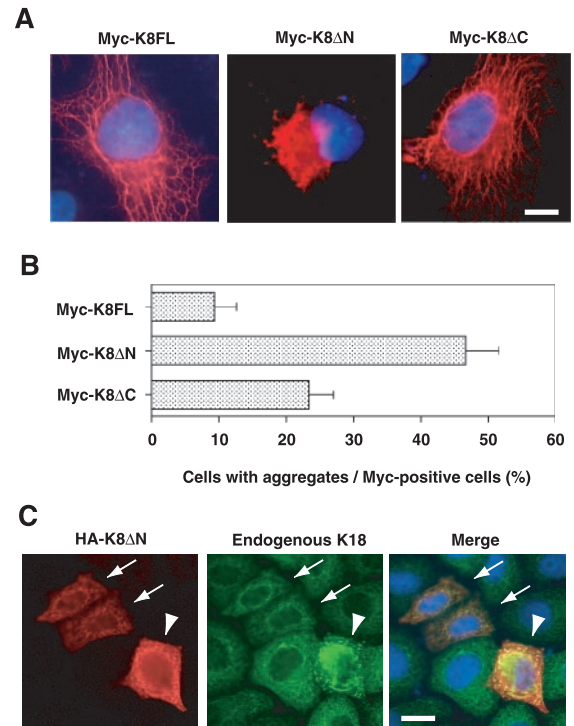 A
Myc-K8FL Myc-K8ΔN Myc-K8ΔC
B
Myc-K8FL
Myc-K8ΔN
Myc-K8ΔC
0 10 20 30 40 50 60
Cells with aggregates / Myc-positive cells (%)
C
HA-K8ΔN Endogenous K18 Merge